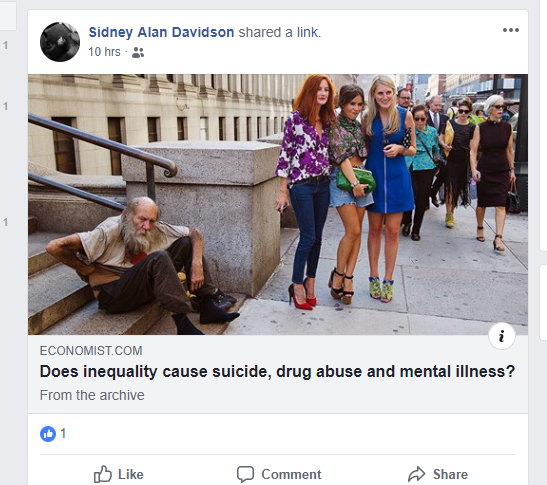 Sidney Alan Davidson shared a link.
10 hrs ·
1
1
ECONOMIST.COM
Does inequality cause suicide, drug abuse and mental illness?
From the archive
1
1
Like Comment Share